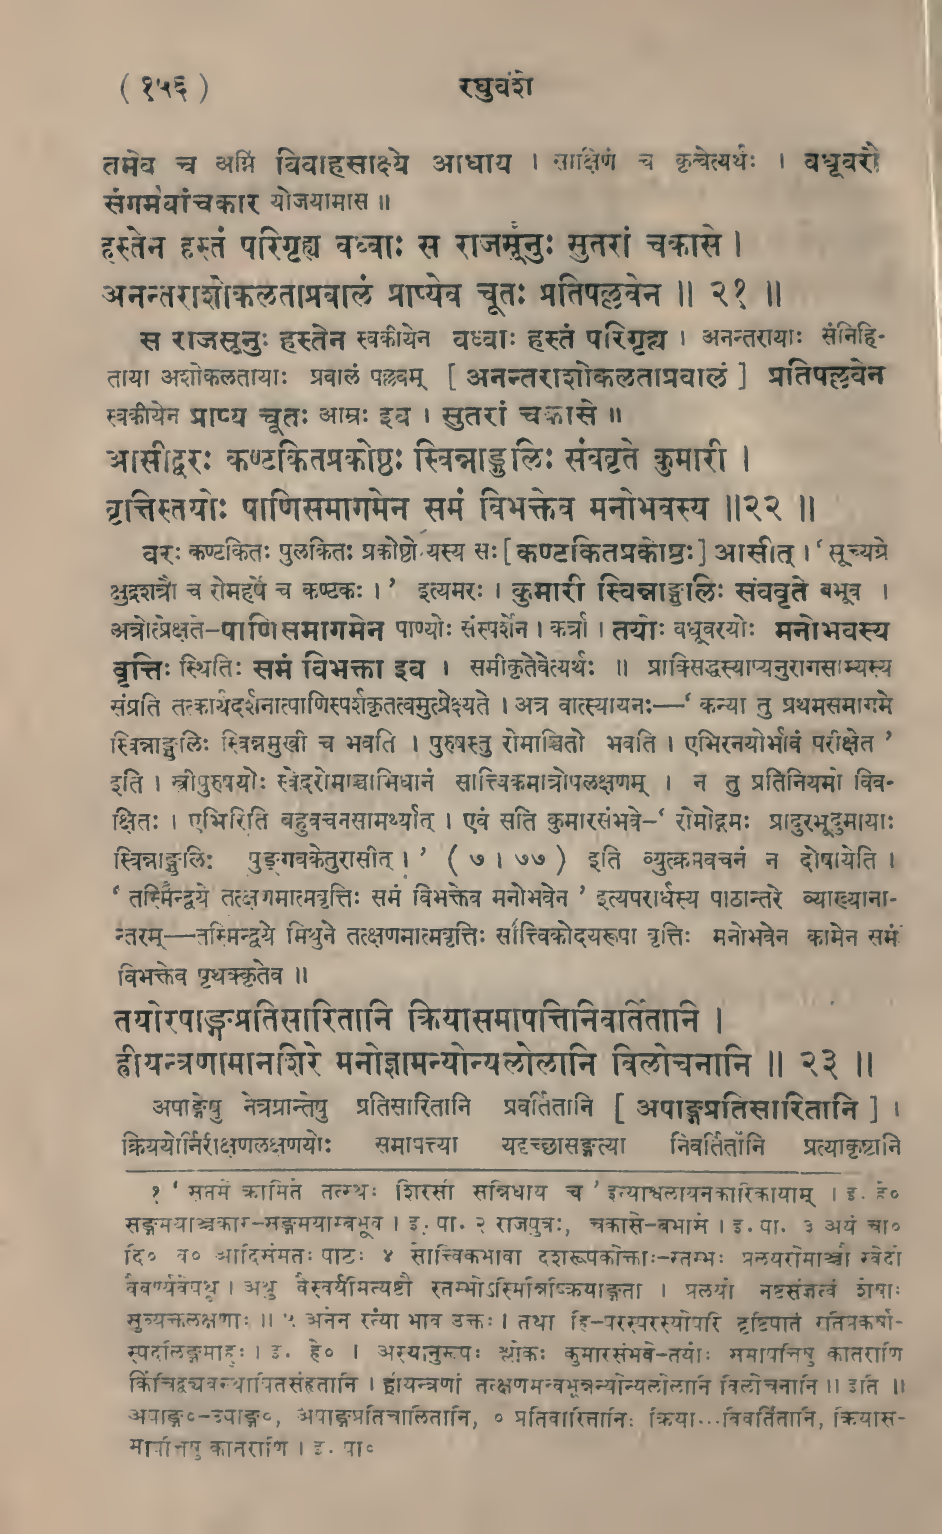 ( १५६ ) रघुवंशे
तमेव च अग्निं विवाहसाक्ष्ये आधाय । साक्षिणं च कृत्वेत्यर्थः । वधूवरौ
संगमयांचकार योजयामास ॥
हस्तेन हस्तं परिगृह्य वध्वाः स राजसूनुः सुतरां चकासे ।
अनन्तराशोकलताप्रवालं प्राप्येव चूतः प्रतिपल्लवेन ॥ २१ ॥
स राजसूनुः हस्तेन स्वकीयेन वध्वाः हस्तं परिगृह्य । अनन्तरायाः संनिहि-
ताया अशोकलतायाः प्रवालं पल्लवम् [ अनन्तराशोकलताप्रवालं ] प्रतिपल्लवेन
स्वकीयेन प्राप्य चूतः आम्रः इव । सुतरां चकासे ॥
आसीद्वरः कण्टकितप्रकोष्ठः स्विन्नाङ्गुलिः संववृते कुमारी ।
वृत्तिस्तयोः पाणिसमागमेन समं विभक्तेव मनोभवस्य ॥२२ ॥
वरः कण्टकितः पुलकितः प्रकोष्ठो यस्य सः [ कण्टकितप्रकोष्ठः ] आसीत् । ‘ सूच्यग्रे
क्षुद्रशत्रौ च रोमहर्षे च कण्टकः । ’ इत्यमरः । कुमारी स्विन्नाङ्गुलिः संववृते बभूव ।
अत्रोत्प्रेक्षते-पाणिसमागमेन पाण्योः संस्पर्शेन । कर्त्रा । तयोः वधूवरयोः मनोभवस्य
वृत्तिः स्थितिः समं विभक्ता इव । समीकृतेवेत्यर्थः ॥ प्राक्सिद्धस्याप्यनुरागसाम्यस्य
संप्रति तत्कार्यदर्शनात्पाणिस्पर्शकृतत्वमुत्प्रेक्ष्यते । अत्र वात्स्यायनः—‘ कन्या तु प्रथमसमागमे
स्विन्नाङ्गुलिः स्विन्नमुखी च भवति । पुरुषस्तु रोमाञ्चितो भवति । एभिरनयोर्भावं परीक्षेत ’
इति । स्त्रीपुरुषयोः स्वेदरोमाञ्चाभिधानं सात्त्विकमात्रोपलक्षणम् । न तु प्रतिनियमो विव-
क्षितः । एभिरिति बहुवचनसामर्थ्यात् । एवं सति कुमारसंभवे-‘ रोमोद्गमः प्रादुरभूदुमायाः
स्विन्नाङ्गुलिः पुङ्गवकेतुरासीत् । ’ ( ७ । ७७ ) इति व्युत्क्रमवचनं न दोषायेति ।
‘ तस्मिन्द्वये तत्क्षणमात्मवृत्तिः समं विभक्तेव मनोभवेन ’ इत्यपरार्धस्य पाठान्तरे व्याख्याना-
न्तरम्—तस्मिन्द्वये मिथुने तत्क्षणमात्मवृत्तिः सात्त्विकोदयरूपा वृत्तिः मनोभवेन कामेन समं
विभक्तेव पृथक्कृतेव ॥
तयोरपाङ्गप्रतिसारितानि क्रियासमापत्तिनिवर्तितानि ।
ह्रीयन्त्रणामानशिरे मनोज्ञामन्योन्यलोलानि विलोचनानि ॥ २३ ॥
अपाङ्गेषु नेत्रप्रान्तेषु प्रतिसारितानि प्रवर्तितानि [ अपाङ्गप्रतिसारितानि ] ।
क्रिययोर्निरीक्षणलक्षणयोः समापत्त्या यदृच्छासङ्गत्या निवर्तितानि प्रत्याकृष्टानि
१ ‘ क्रामिते शिरसी सन्निधाय च ’ इत्याश्वलायनकारिकायाम् । इ. हे०
सङ्गमयाञ्चकार-सङ्गमयाम्बभूव । इ. पा. २ राजपुत्रः, चकासे-बभासे । इ. पा. ३ अयं चा०
दि० व० आदिसंमतः पाठः ४ सात्त्विकभावा दशरूपकोक्ताः-स्तम्भः प्रलयरोमाञ्चौ स्वेदो
वैवर्ण्यवेपथू । अश्रु वैस्वर्यमित्यष्टौ स्तम्भोऽस्मिन्निष्क्रियाङ्गता । प्रलयो नष्टसंज्ञत्वं शेषाः
सुव्यक्तलक्षणाः ॥ ५ अनेन रत्या भाव उक्तः । तथा हि-परस्परस्योपरि दृष्टिपातं रतिप्रकर्षा-
स्पदलिङ्गमाहुः । इ. हे० । अस्यानुरूपः श्लोकः कुमारसंभवे-तयोः समापत्तिषु कातराणि
किंचिद्व्यवस्थापितसंहृतानि । ह्रीयन्त्रणां तत्क्षणमन्वभूवन्नन्योन्यलोलानि विलोचनानि ॥ इति ॥
अपाङ्ग०-उपाङ्ग०, अपाङ्गप्रतिचालितानि, ० प्रतिवारितानि; क्रिया...विवर्तितानि, क्रियास-
मापत्तिषु कातराणि । इ. पा०